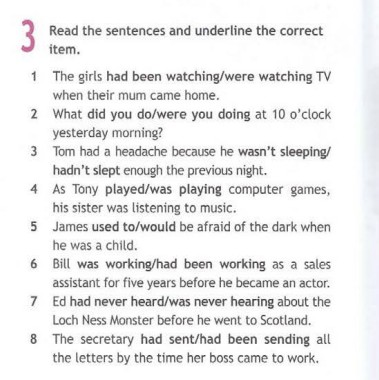 3 Read the sentences and underline the correct
item.
1 The girls had been watching/were watching TV
when their mum came home.
2 What did you do/were you doing at 10 o'clock
yesterday morning?
3 Tom had a headache because he wasn't sleeping/
hadn't slept enough the previous night.
4 As Tony played/was playing computer games,
his sister was listening to music.
5 James used to/would be afraid of the dark when
he was a child.
6 Bill was working/had been working as a sales
assistant for five years before he became an actor.
7 Ed had never heard/was never hearing about the
Loch Ness Monster before he went to Scotland.
8 The secretary had sent/had been sending all
the letters by the time her boss came to work.